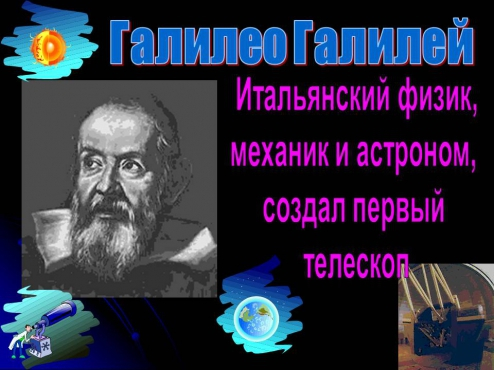 Галилео Галилей
Итальянский физик,
механик и астроном,
создал первый
телескоп